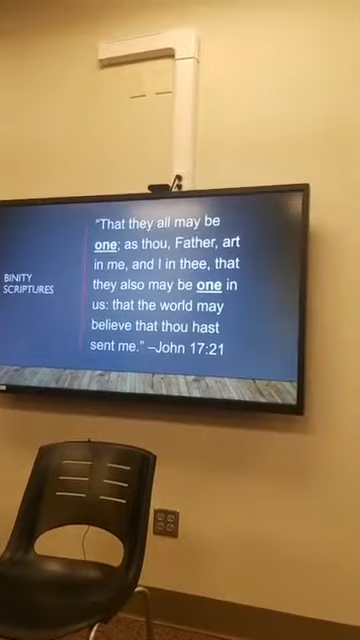 BINITY
SCRIPTURES
"That they all may be
one; as thou, Father, art
in me, and I in thee, that
they also may be one in
us: that the world may
believe that thou hast
sent me." –John 17:21